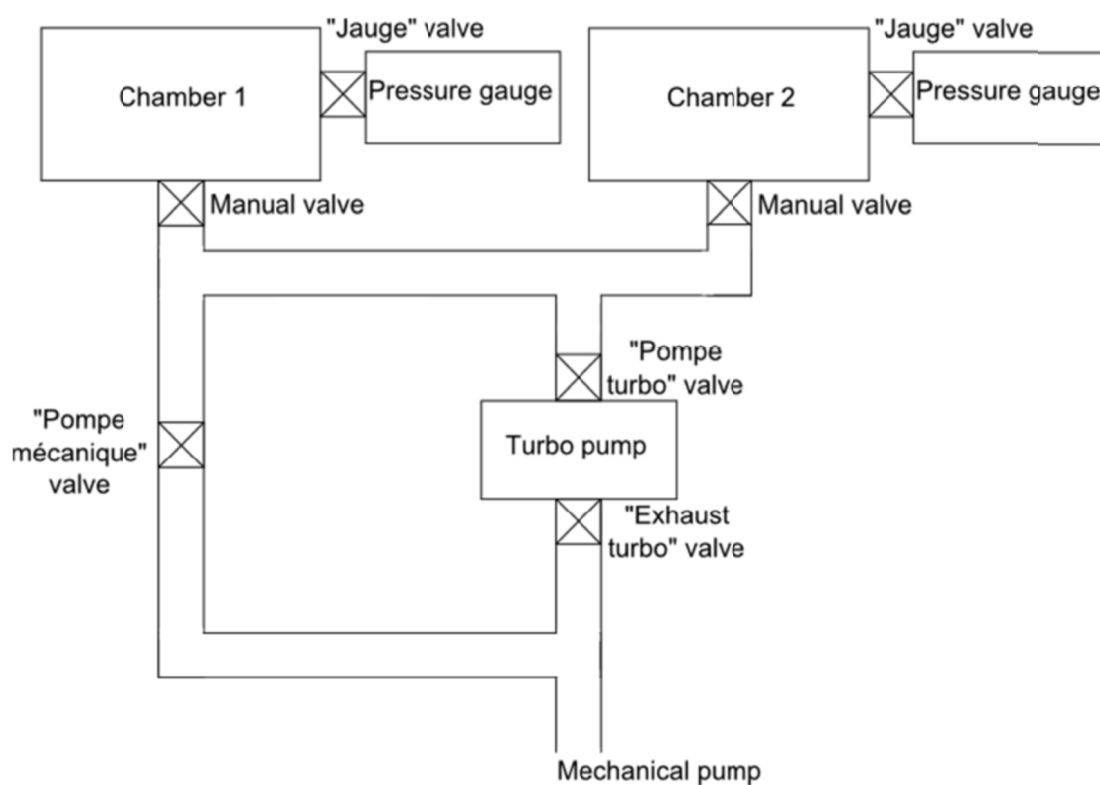 "Jauge" valve
Chamber 1
Pressure gauge
Manual valve
"Jauge" valve
Chamber 2
Pressure gauge
Manual valve
"Pompe
turbo" valve
"Pompe
mécanique"
valve
Turbo pump
"Exhaust
turbo" valve
Mechanical pump